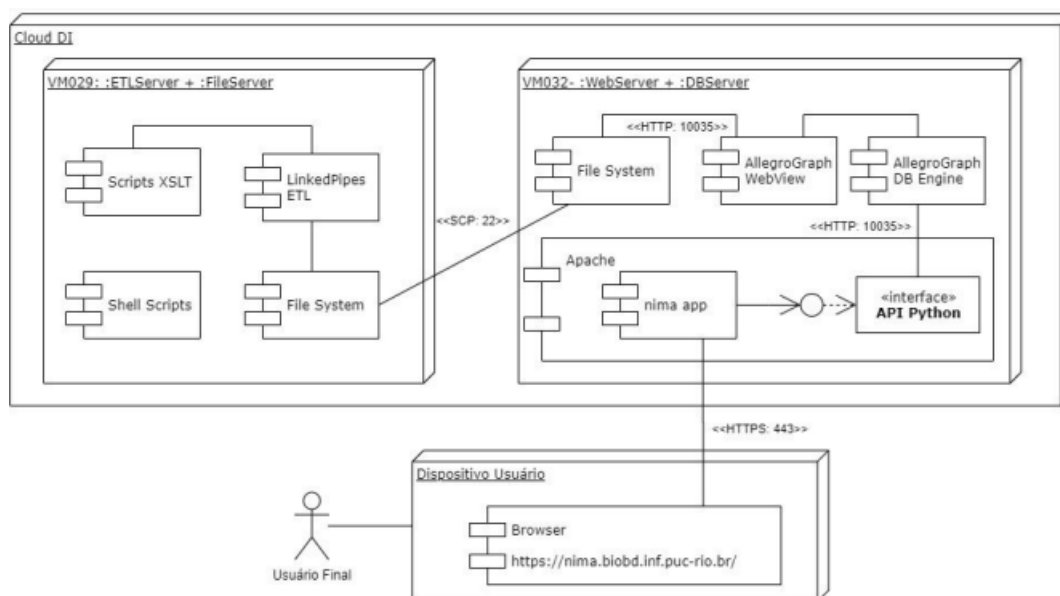 Cloud DI
VM029: :ETLServer + :FileServer
Scripts XSLT
LinkedPipes
ETL
Shell Scripts
File System
<<SCP: 22>>
VM032- :WebServer + :DBServer
<<HTTP: 10035>>
File System
AllegroGraph
WebView
AllegroGraph
DB Engine
<<HTTP: 10035>>
Apache
nima app
«interface»
API Python
<<HTTPS: 443>>
Dispositivo Usuário
Browser
https://nima.biobd.inf.puc-rio.br/
Usuário Final